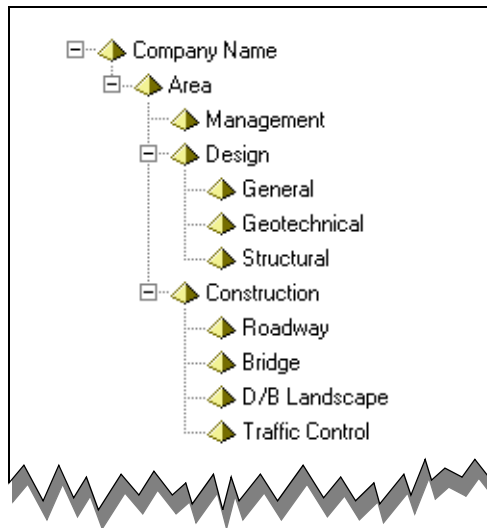 Company Name
Area
Management
Design
General
Geotechnical
Structural
Construction
Roadway
Bridge
D/B Landscape
Traffic Control